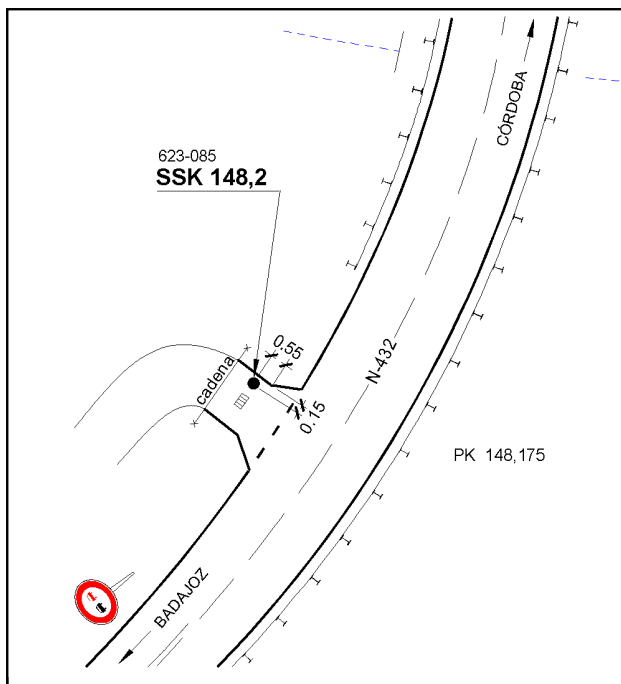 CÓRDOBA
623-085
SSK 148,2
0.55
cadena
N-432
0.15
PK 148,175
BADAJOZ